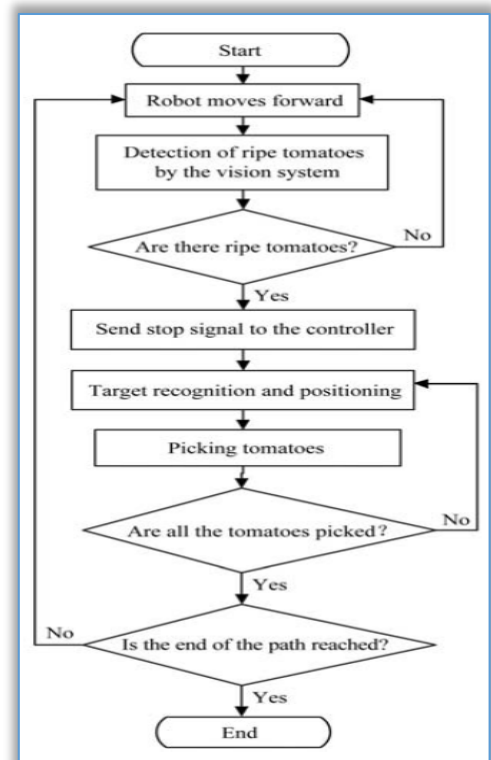 Start
Robot moves forward
Detection of ripe tomatoes
by the vision system
Are there ripe tomatoes?
No
Yes
Send stop signal to the controller
Target recognition and positioning
Picking tomatoes
Are all the tomatoes picked?
No
Yes
No
Is the end of the path reached?
Yes
End